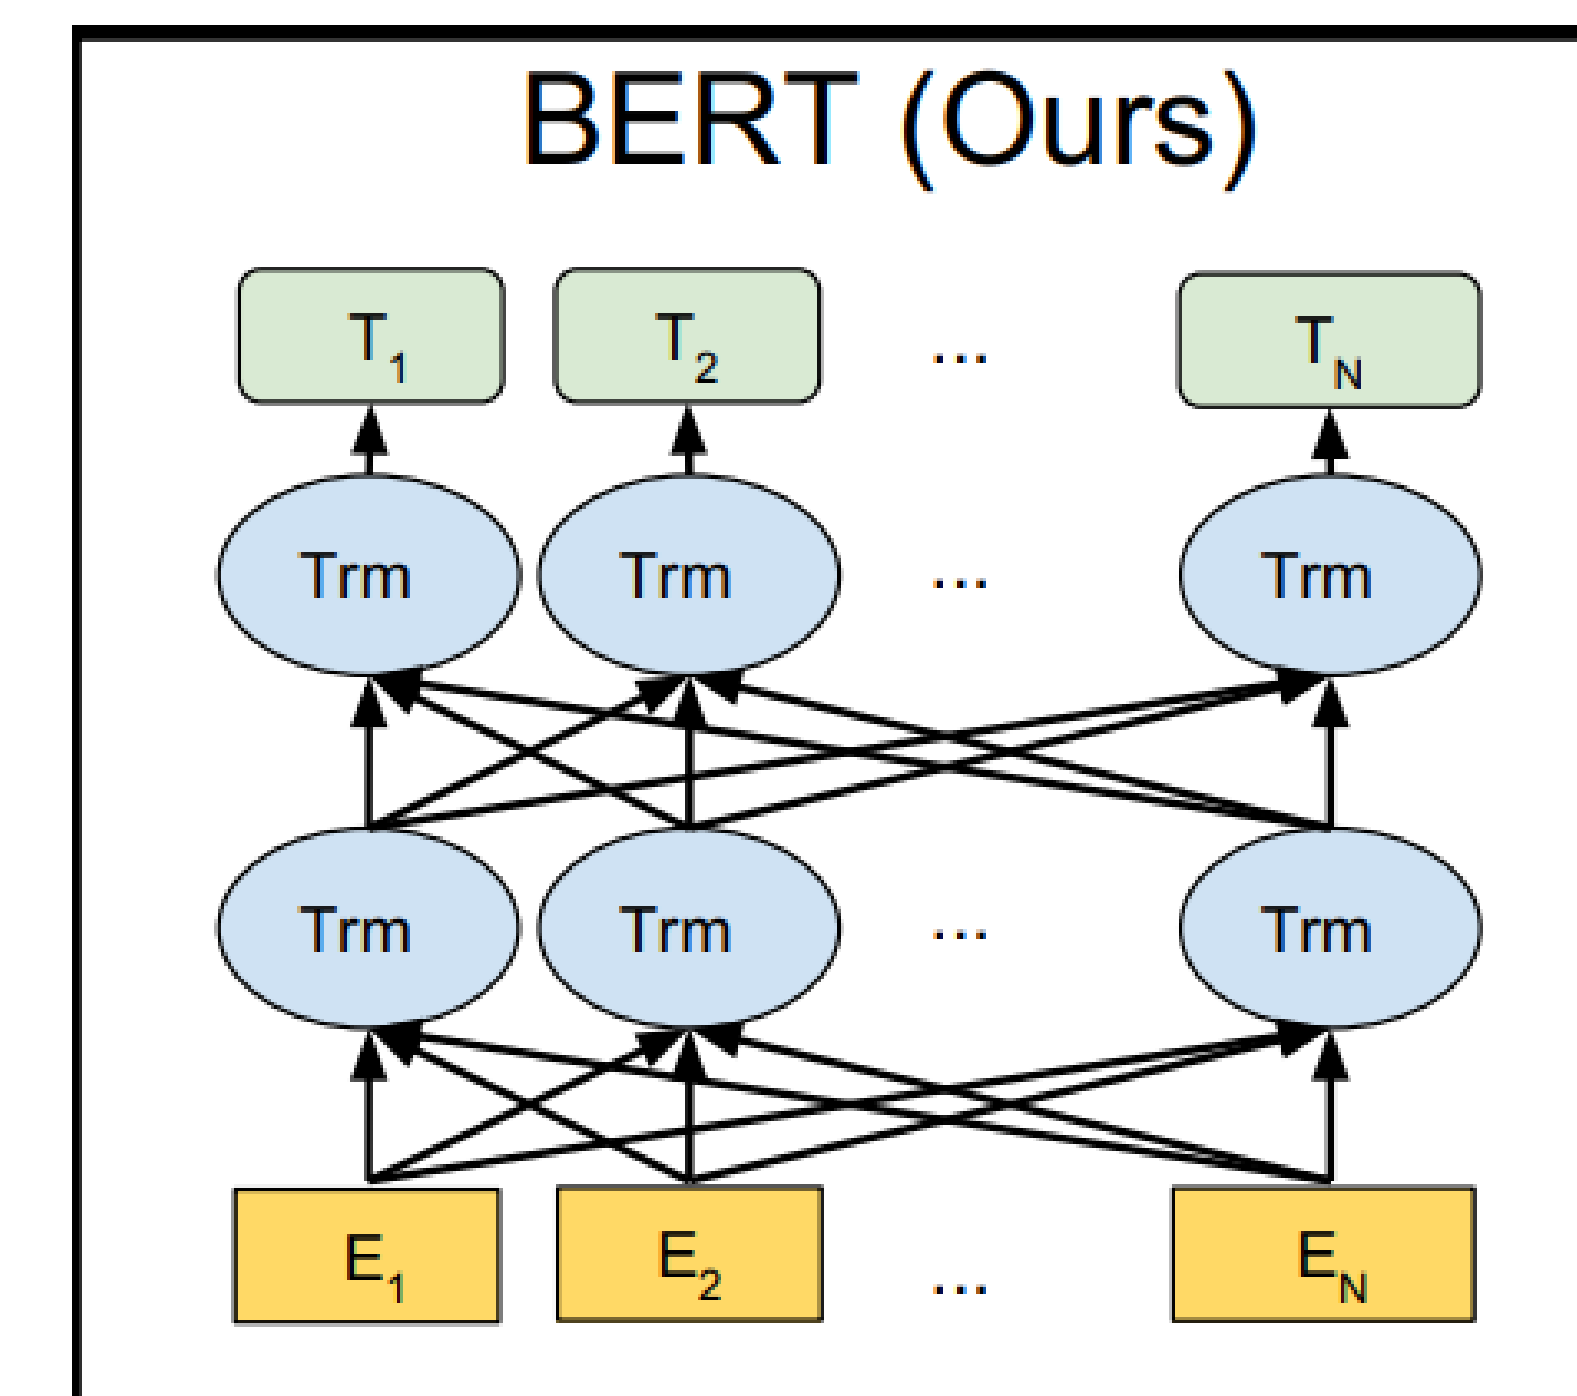 BERT (Ours)
T1 T2 ... TN
Trm Trm ... Trm
Trm Trm ... Trm
E1 E2 ... EN